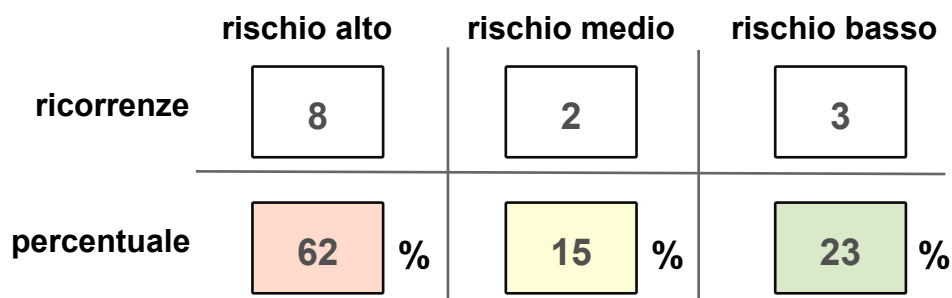 rischio alto rischio medio rischio basso
ricorrenze 8 2 3
percentuale 62 % 15 % 23 %